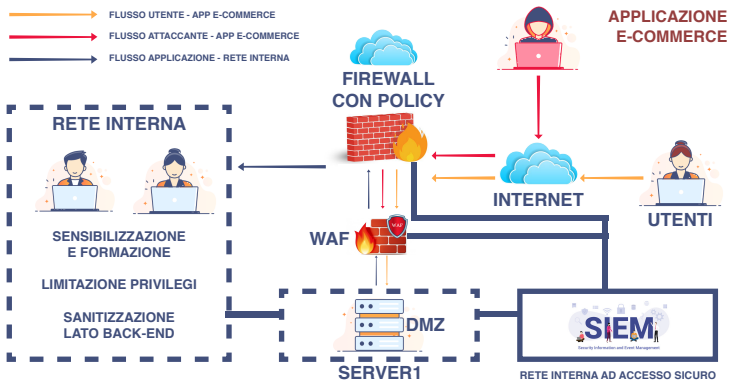 FLUSSO UTENTE - APP E-COMMERCE
FLUSSO ATTACCANTE - APP E-COMMERCE
FLUSSO APPLICAZIONE - RETE INTERNA
APPLICAZIONE
E-COMMERCE
FIREWALL
CON POLICY
RETE INTERNA
INTERNET
UTENTI
WAF
WAF
SENSIBILIZZAZIONE
E FORMAZIONE
LIMITAZIONE PRIVILEGI
SANITIZZAZIONE
LATO BACK-END
DMZ
SERVER1
SIEM
Security Information and Event Management
RETE INTERNA AD ACCESSO SICURO